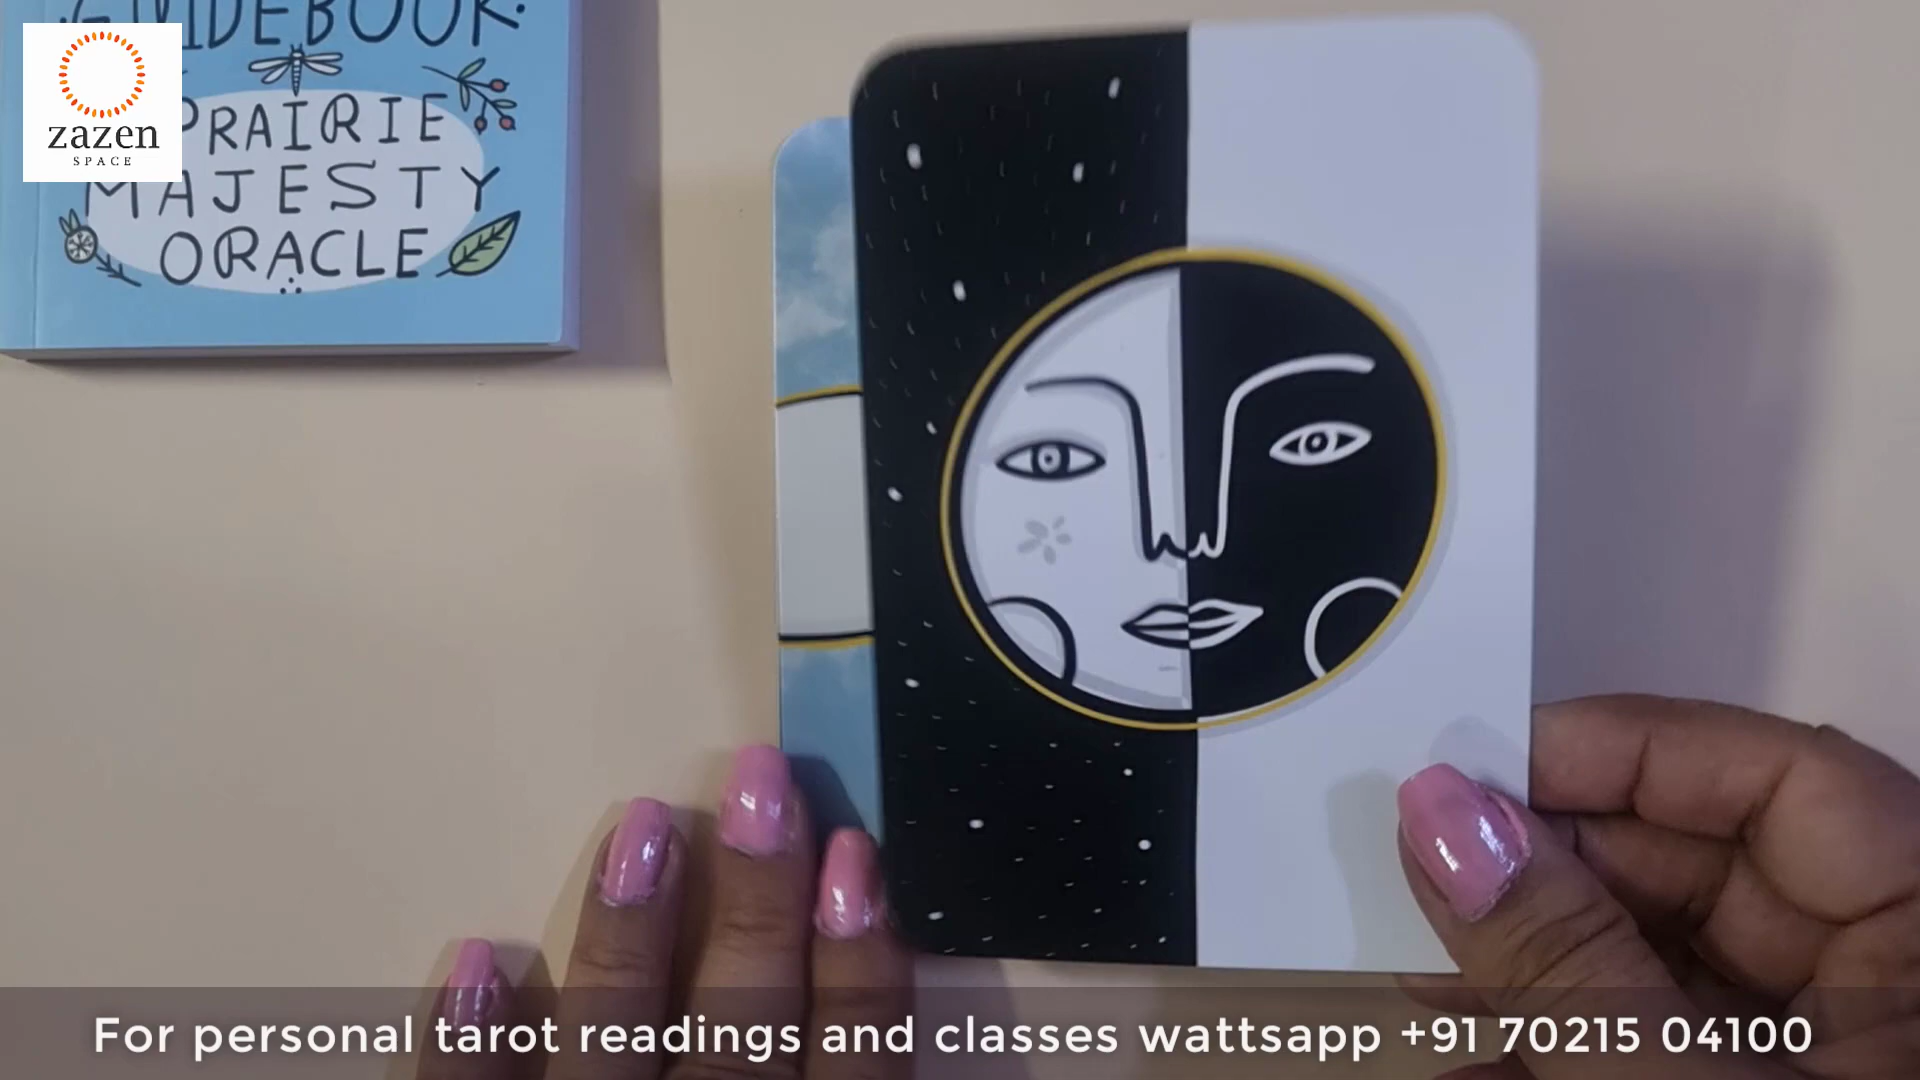 GUIDEBOOK
PRAIRIE
MAJESTY
ORACLE
zazen
SPACE
For personal tarot readings and classes wattsapp +91 70215 04100